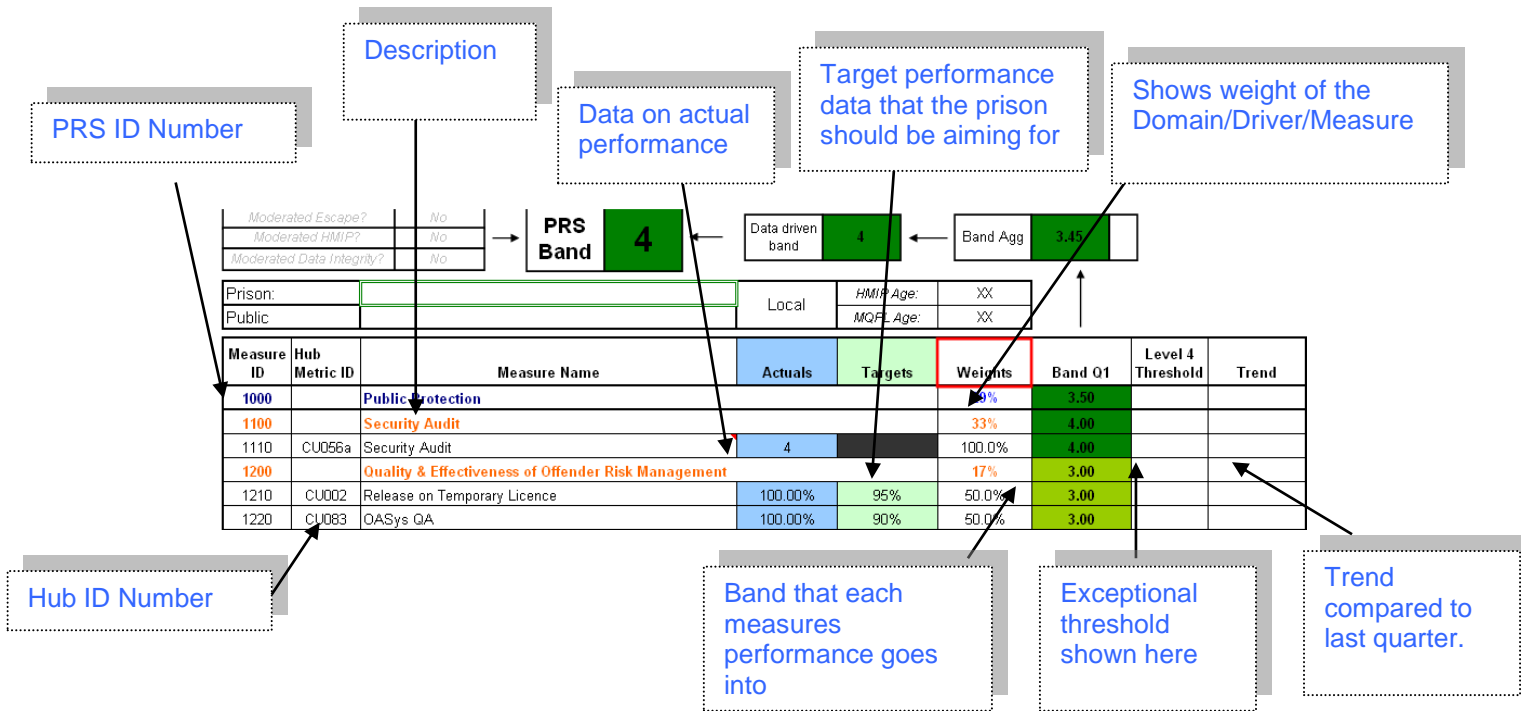 Description
Target performance
data that the prison
should be aiming for
Shows weight of the
Domain/Driver/Measure
PRS ID Number
Data on actual
performance
Moderated Escape? No
Moderated HMIP? No
Moderated Data Integrity? No
PRS
Band
4
Data driven
band
4
Band Agg
3.45
Prison: Local HMIP Age: XX
Public MQPL Age: XX
Measure ID Hub Metric ID Measure Name Actuals Targets Weights Band Q1 Level 4 Threshold Trend
1000 Public Protection 3.50
1100 Security Audit 33% 4.00
1110 CU056a Security Audit 4 100.0% 4.00
1200 Quality & Effectiveness of Offender Risk Management 17% 3.00
1210 CU002 Release on Temporary Licence 100.00% 95% 50.0% 3.00
1220 CU083 OASys QA 100.00% 90% 50.0% 3.00
Hub ID Number
Band that each
measures
performance goes
into
Exceptional
threshold
shown here
Trend
compared to
last quarter.